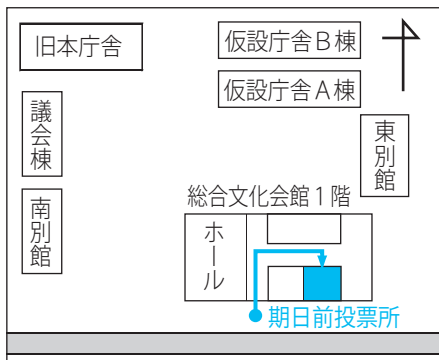 旧本庁舎
仮設庁舎B棟
仮設庁舎A棟
議会棟
東別館
南別館
総合文化会館1階
ホール
期日前投票所